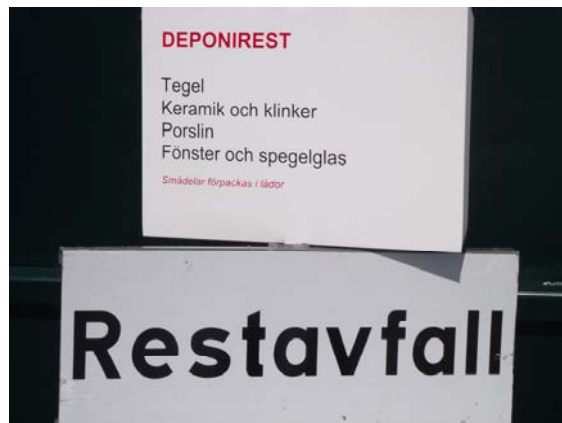 DEPONIREST
Tegel
Keramik och klinker
Porslin
Fönster och spegelglas
Smådelar förpackas i lådor
Restavfall